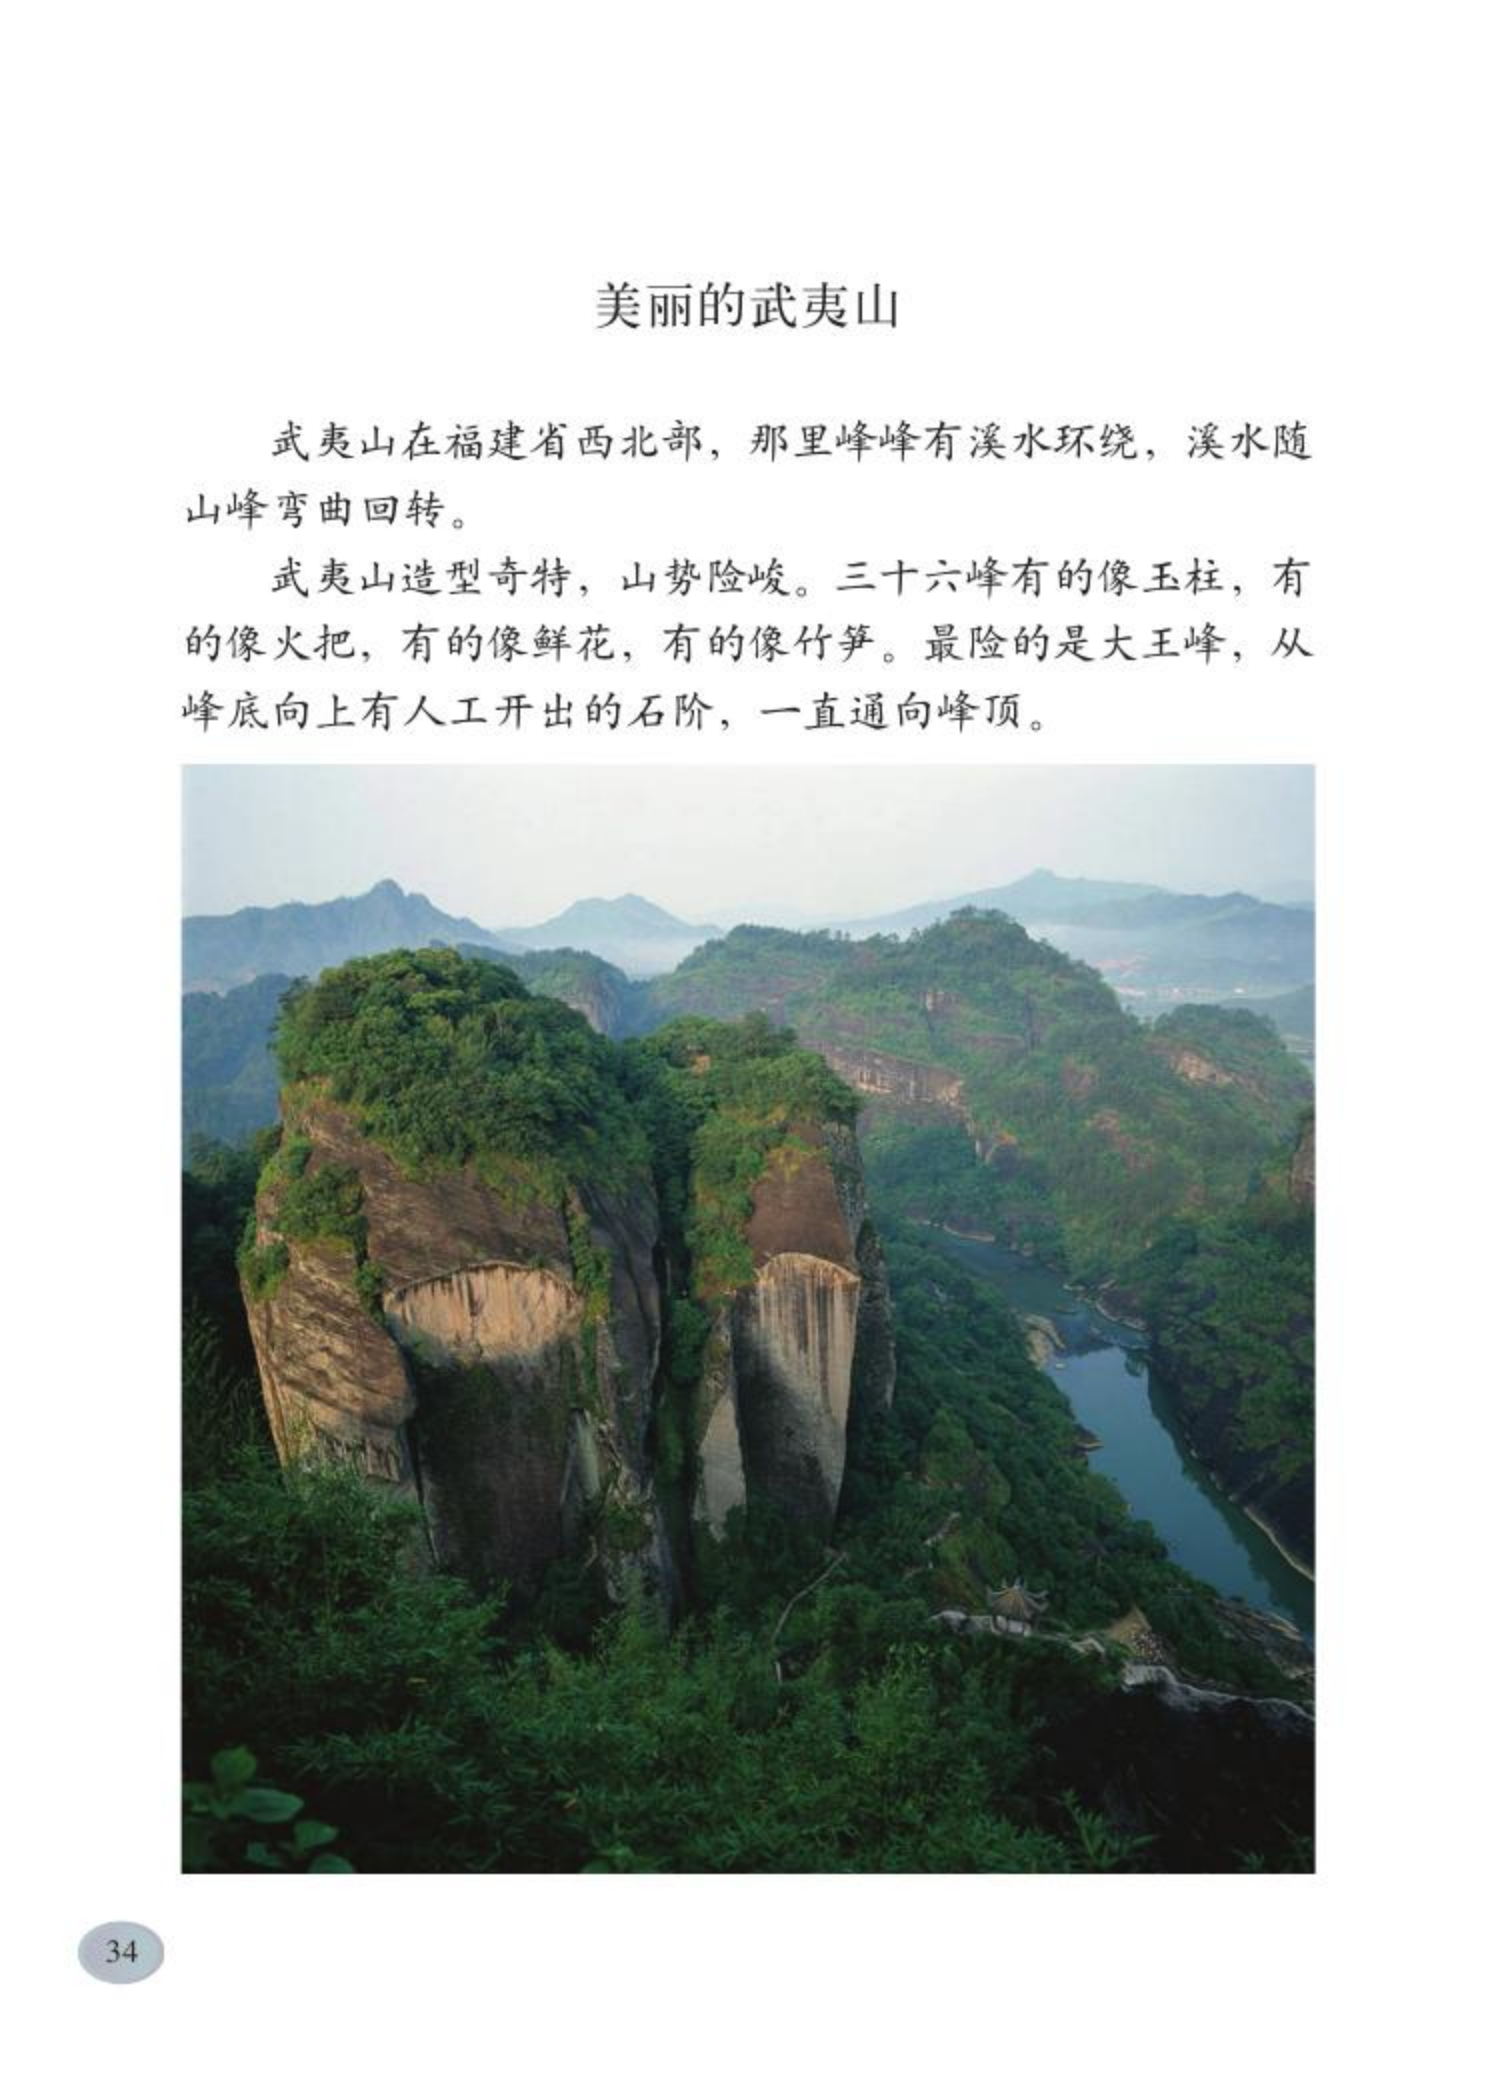 美丽的武夷山
武夷山在福建省西北部，那里峰峰有溪水环绕，溪水随
山峰弯曲回转。
武夷山造型奇特，山势险峻。三十六峰有的像玉柱，有
的像火把，有的像鲜花，有的像竹笋。最险的是大王峰，从
峰底向上有人工开出的石阶，一直通向峰顶。
34